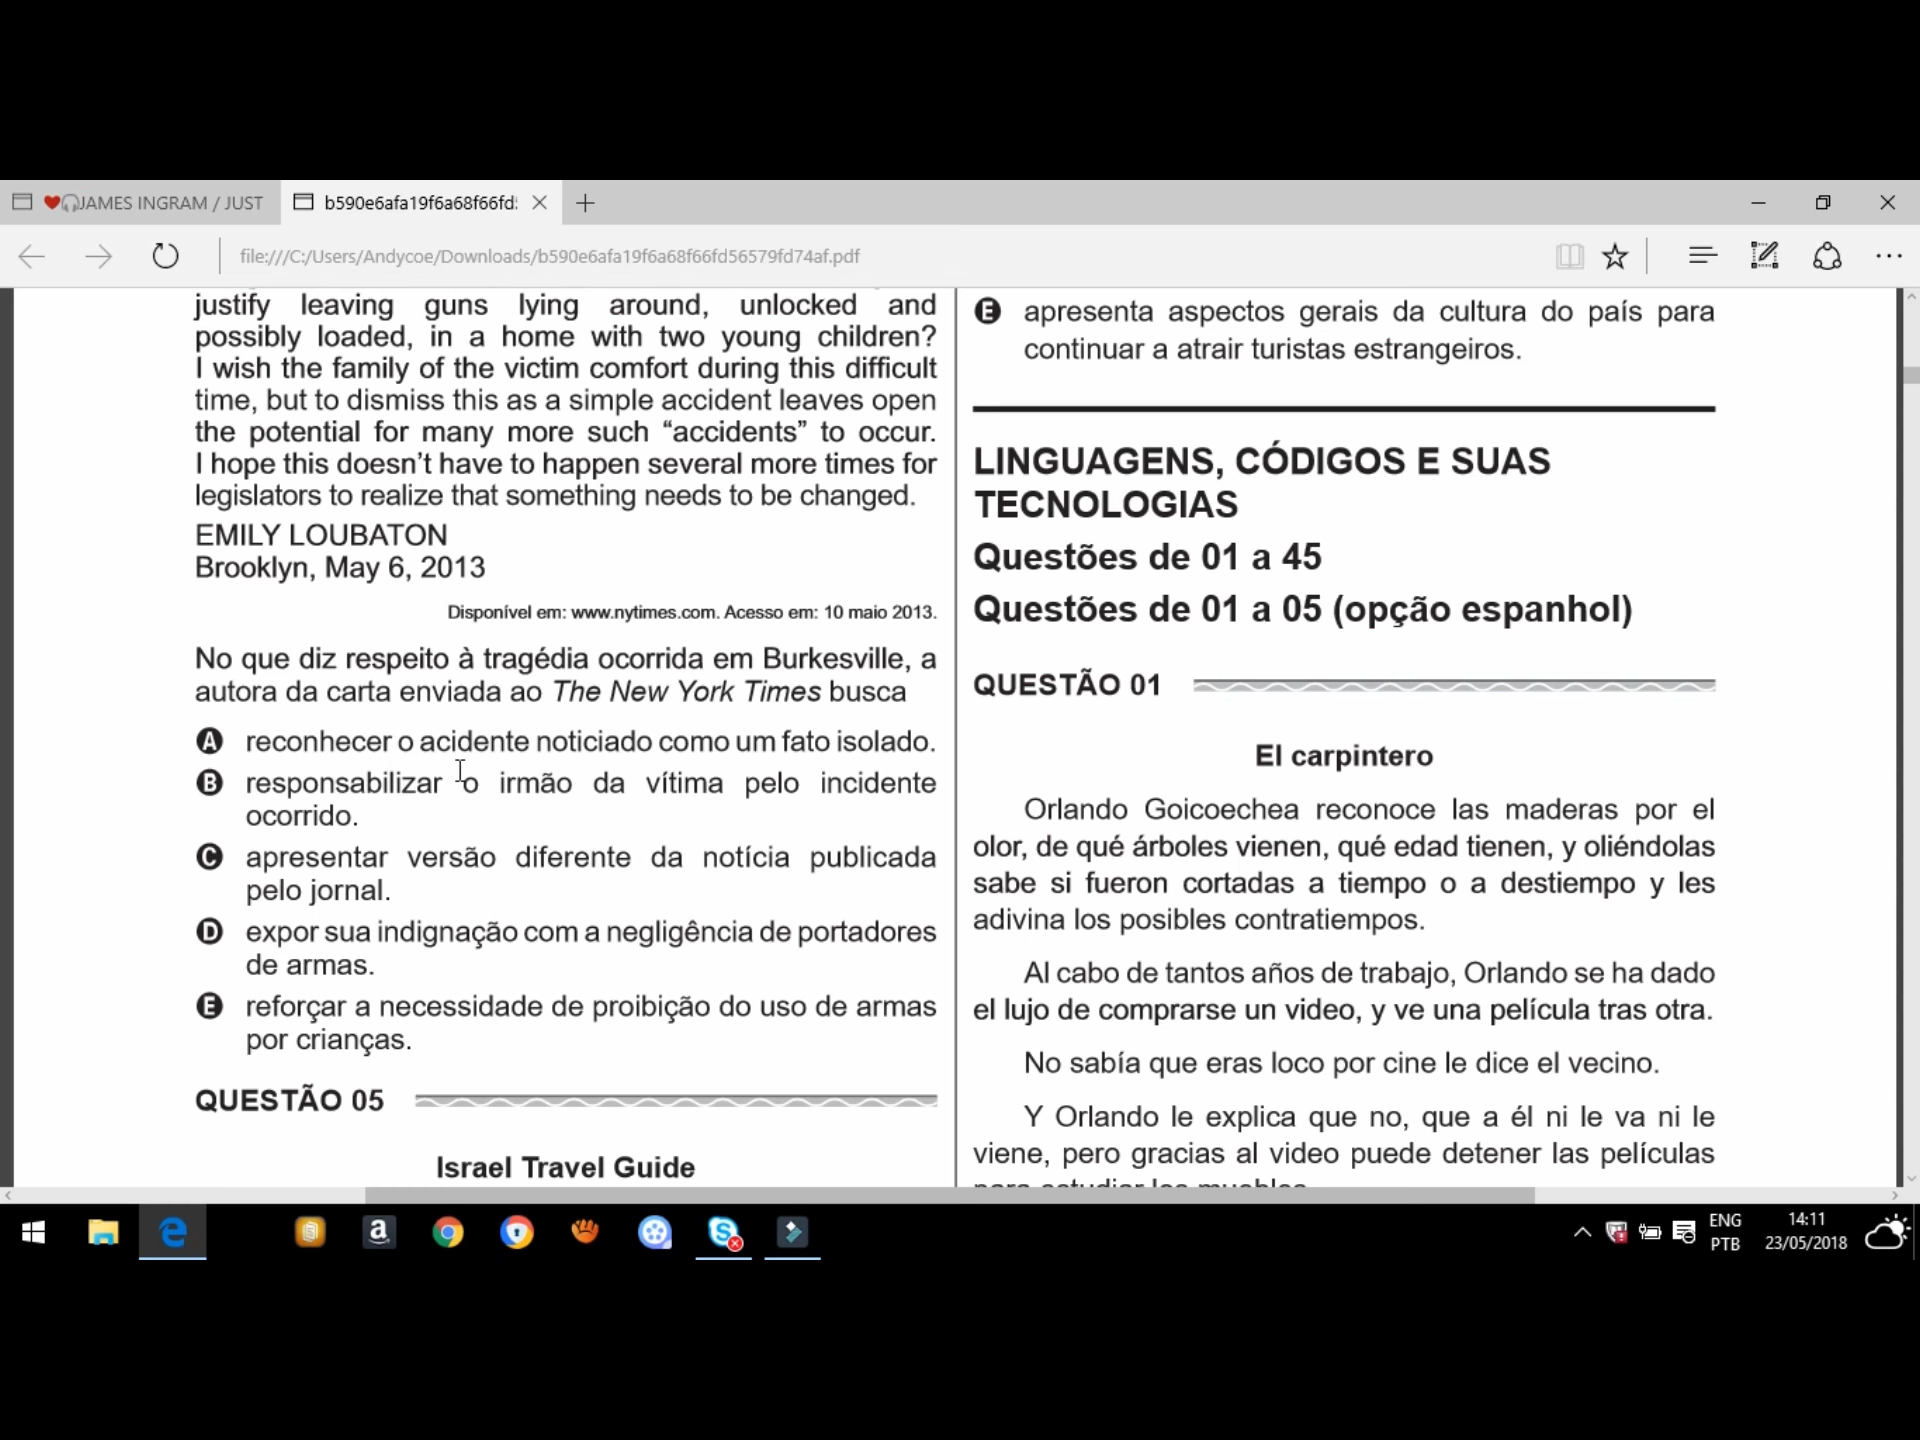 JAMES INGRAM / JUST
b590e6afa19f6a68f66fd
file:///C:/Users/Andycoe/Downloads/b590e6afa19f6a68f66fd56579fd74af.pdf
justify leaving guns lying around, unlocked and
possibly loaded, in a home with two young children?
I wish the family of the victim comfort during this difficult
time, but to dismiss this as a simple accident leaves open
the potential for many more such “accidents” to occur.
I hope this doesn’t have to happen several more times for
legislators to realize that something needs to be changed.
EMILY LOUBATON
Brooklyn, May 6, 2013
Disponível em: www.nytimes.com. Acesso em: 10 maio 2013.
No que diz respeito à tragédia ocorrida em Burkesville, a
autora da carta enviada ao The New York Times busca
A reconhecer o acidente noticiado como um fato isolado.
B responsabilizar o irmão da vítima pelo incidente
ocorrido.
C apresentar versão diferente da notícia publicada
pelo jornal.
D expor sua indignação com a negligência de portadores
de armas.
E reforçar a necessidade de proibição do uso de armas
por crianças.
QUESTÃO 05
Israel Travel Guide
E apresenta aspectos gerais da cultura do país para
continuar a atrair turistas estrangeiros.
LINGUAGENS, CÓDIGOS E SUAS
TECNOLOGIAS
Questões de 01 a 45
Questões de 01 a 05 (opção espanhol)
QUESTÃO 01
El carpintero
Orlando Goicoechea reconoce las maderas por el
olor, de qué árboles vienen, qué edad tienen, y oliéndolas
sabe si fueron cortadas a tiempo o a destiempo y les
adivina los posibles contratiempos.
Al cabo de tantos años de trabajo, Orlando se ha dado
el lujo de comprarse un video, y ve una película tras otra.
No sabía que eras loco por cine le dice el vecino.
Y Orlando le explica que no, que a él ni le va ni le
viene, pero gracias al video puede detener las películas
para estudiar los muebles.
ENG
PTB
14:11
23/05/2018